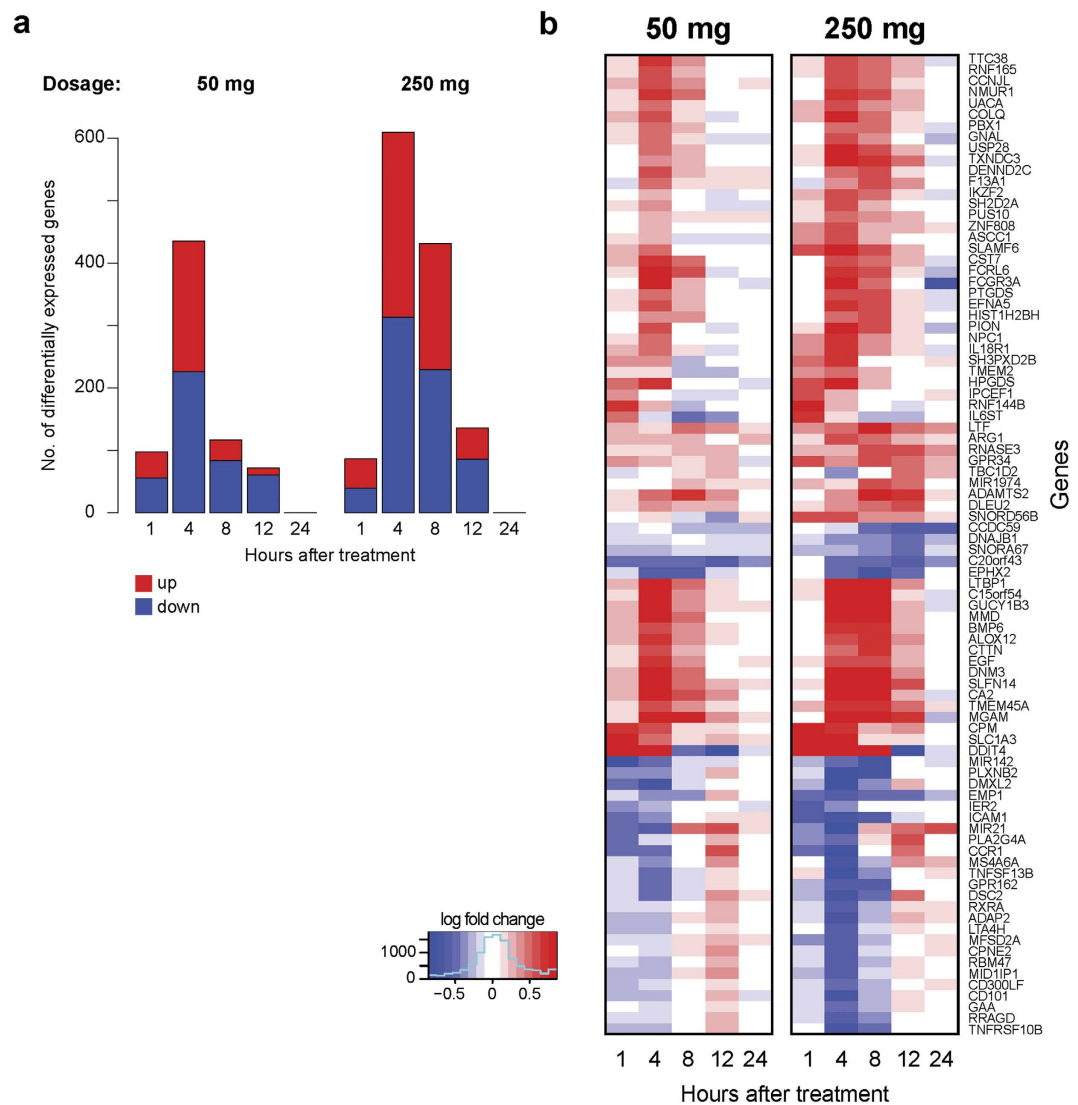 a
Dosage:
50 mg
250 mg
No. of differentially expressed genes
600
400
200
0
1 4 8 12 24
1 4 8 12 24
Hours after treatment
up
down
log fold change
1000
0
−0.5 0 0.5
b
50 mg
250 mg
TTC38
RNF165
CCNJL
NMUR1
UACA
COLQ
PBX1
GNAL
USP28
TXNDC3
DENND2C
F13A1
IKZF2
SH2D2A
PUS10
ZNF808
ASCC1
SLAMF6
CST7
FCRL6
FCGR3A
PTGDS
EFNA5
HIST1H2BH
PION
NPC1
IL18R1
SH3PXD2B
TMEM2
HPGDS
IPCEF1
RNF144B
IL6ST
LTF
ARG1
RNASE3
GPR34
TBC1D2
MIR1974
ADAMTS2
DLEU2
SNORD56B
CCDC59
DNAJB1
SNORA67
C20orf43
EPHX2
LTBP1
C15orf54
GUCY1B3
MMD
BMP6
ALOX12
CTTN
EGF
DNM3
SLFN14
CA2
TMEM45A
MGAM
CPM
SLC1A3
DDIT4
MIR142
PLXNB2
DMXL2
EMP1
IER2
ICAM1
MIR21
PLA2G4A
CCR1
MS4A6A
TNFSF13B
GPR162
DSC2
RXRA
ADAP2
LTA4H
MFSD2A
CPNE2
RBM47
MID1IP1
CD300LF
CD101
GAA
RRAGD
TNFRSF10B
Genes
1 4 8 12 24
1 4 8 12 24
Hours after treatment